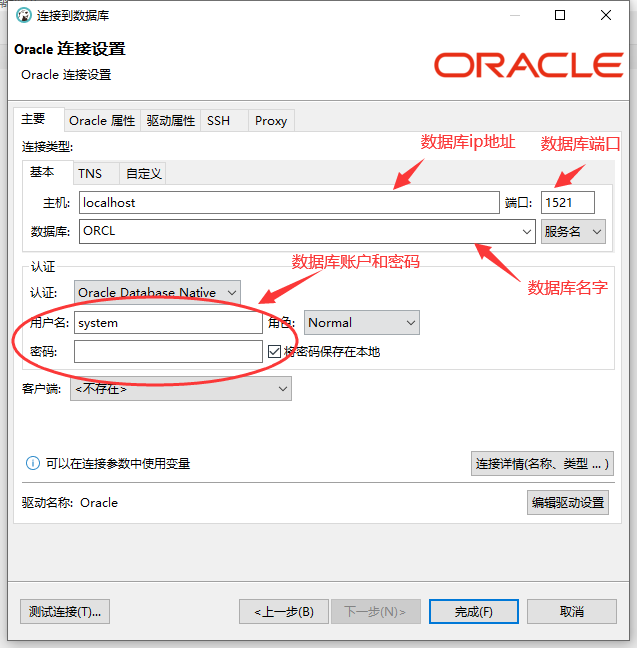 连接到数据库
Oracle 连接设置
Oracle 连接设置
ORACLE
主要 Oracle 属性 驱动属性 SSH Proxy
连接类型:
数据库ip地址 数据库端口
基本 TNS 自定义
主机: localhost 端口: 1521
数据库: ORCL 服务名
数据库名字
认证
数据库账户和密码
认证: Oracle Database Native
用户名: system 角色: Normal
密码: 将密码保存在本地
客户端: <不存在>
可以在连接参数中使用变量 连接详情(名称、类型 ... )
驱动名称: Oracle 编辑驱动设置
测试连接(T)... <上一步(B) 下一步(N)> 完成(F) 取消